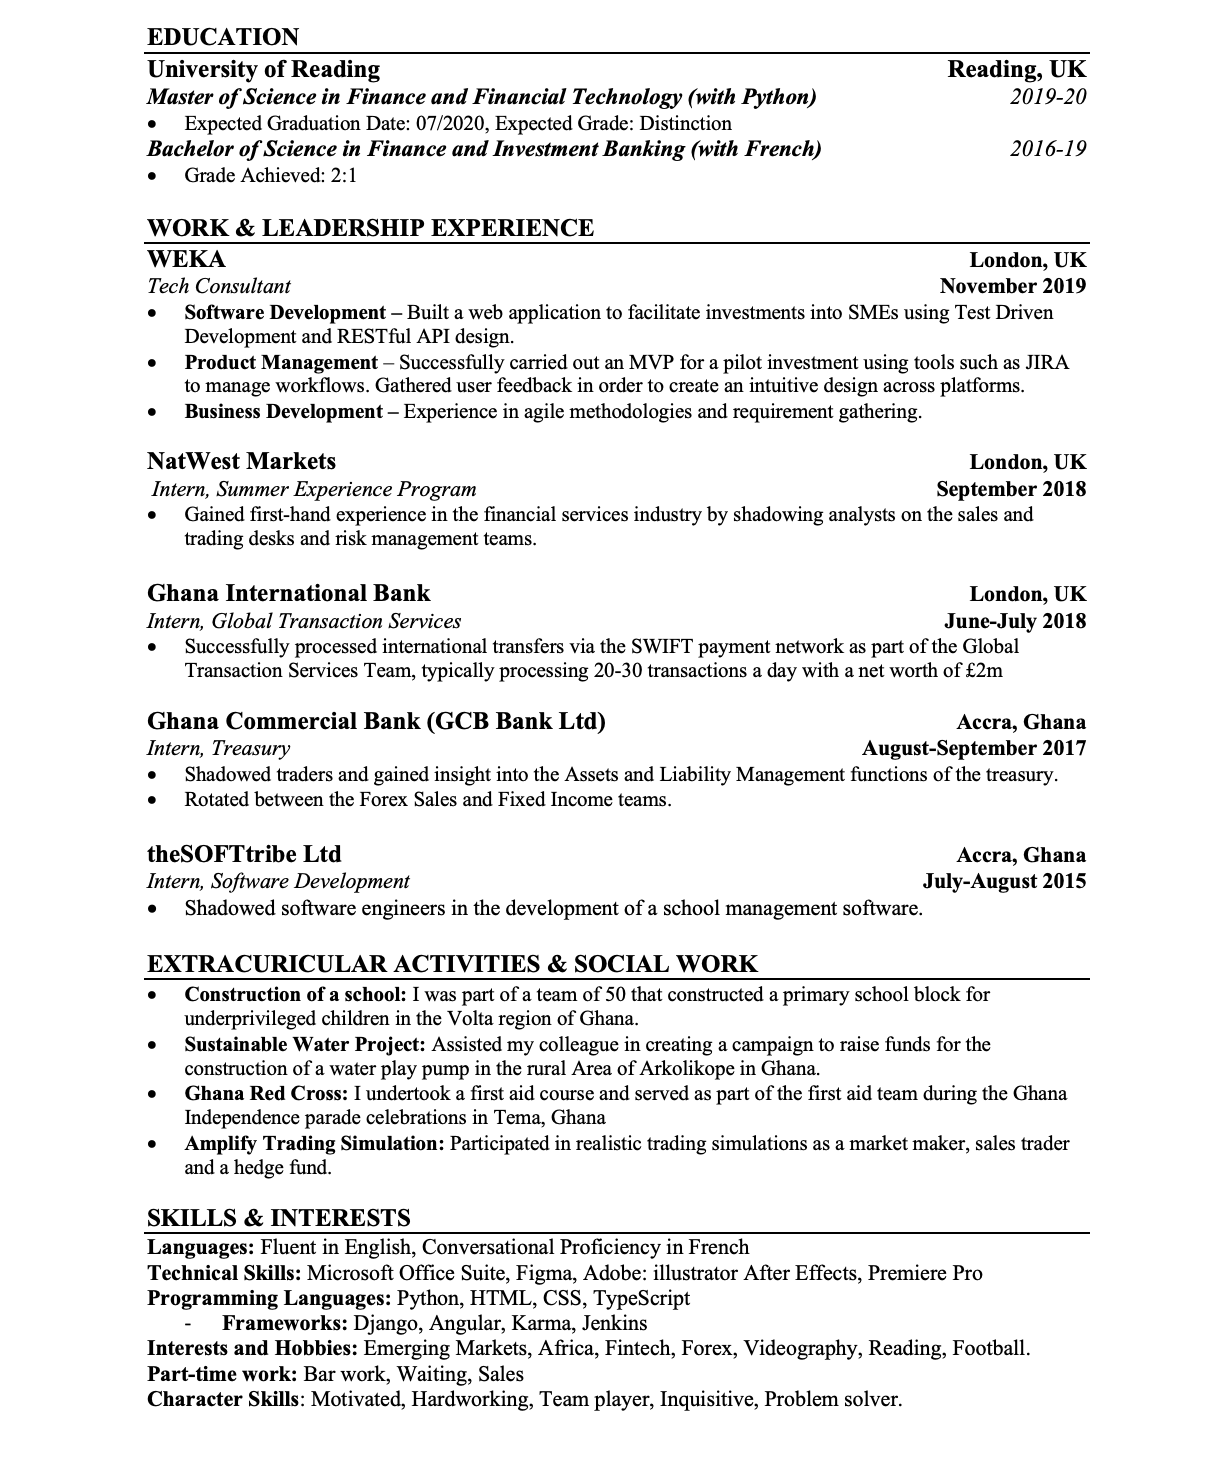 EDUCATION
University of Reading Reading, UK
Master of Science in Finance and Financial Technology (with Python) 2019-20
• Expected Graduation Date: 07/2020, Expected Grade: Distinction
Bachelor of Science in Finance and Investment Banking (with French) 2016-19
• Grade Achieved: 2:1
WORK & LEADERSHIP EXPERIENCE
WEKA London, UK
Tech Consultant November 2019
• Software Development – Built a web application to facilitate investments into SMEs using Test Driven
Development and RESTful API design.
• Product Management – Successfully carried out an MVP for a pilot investment using tools such as JIRA
to manage workflows. Gathered user feedback in order to create an intuitive design across platforms.
• Business Development – Experience in agile methodologies and requirement gathering.
NatWest Markets London, UK
Intern, Summer Experience Program September 2018
• Gained first-hand experience in the financial services industry by shadowing analysts on the sales and
trading desks and risk management teams.
Ghana International Bank London, UK
Intern, Global Transaction Services June-July 2018
• Successfully processed international transfers via the SWIFT payment network as part of the Global
Transaction Services Team, typically processing 20-30 transactions a day with a net worth of £2m
Ghana Commercial Bank (GCB Bank Ltd) Accra, Ghana
Intern, Treasury August-September 2017
• Shadowed traders and gained insight into the Assets and Liability Management functions of the treasury.
• Rotated between the Forex Sales and Fixed Income teams.
theSOFTtribe Ltd Accra, Ghana
Intern, Software Development July-August 2015
• Shadowed software engineers in the development of a school management software.
EXTRACURICULAR ACTIVITIES & SOCIAL WORK
• Construction of a school: I was part of a team of 50 that constructed a primary school block for
underprivileged children in the Volta region of Ghana.
• Sustainable Water Project: Assisted my colleague in creating a campaign to raise funds for the
construction of a water play pump in the rural Area of Arkolikope in Ghana.
• Ghana Red Cross: I undertook a first aid course and served as part of the first aid team during the Ghana
Independence parade celebrations in Tema, Ghana
• Amplify Trading Simulation: Participated in realistic trading simulations as a market maker, sales trader
and a hedge fund.
SKILLS & INTERESTS
Languages: Fluent in English, Conversational Proficiency in French
Technical Skills: Microsoft Office Suite, Figma, Adobe: illustrator After Effects, Premiere Pro
Programming Languages: Python, HTML, CSS, TypeScript
- Frameworks: Django, Angular, Karma, Jenkins
Interests and Hobbies: Emerging Markets, Africa, Fintech, Forex, Videography, Reading, Football.
Part-time work: Bar work, Waiting, Sales
Character Skills: Motivated, Hardworking, Team player, Inquisitive, Problem solver.